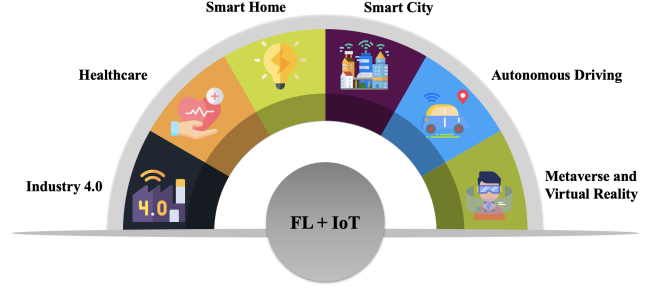 Smart Home
Smart City
Healthcare
Autonomous Driving
Industry 4.0
4.0
Metaverse and
Virtual Reality
FL + IoT